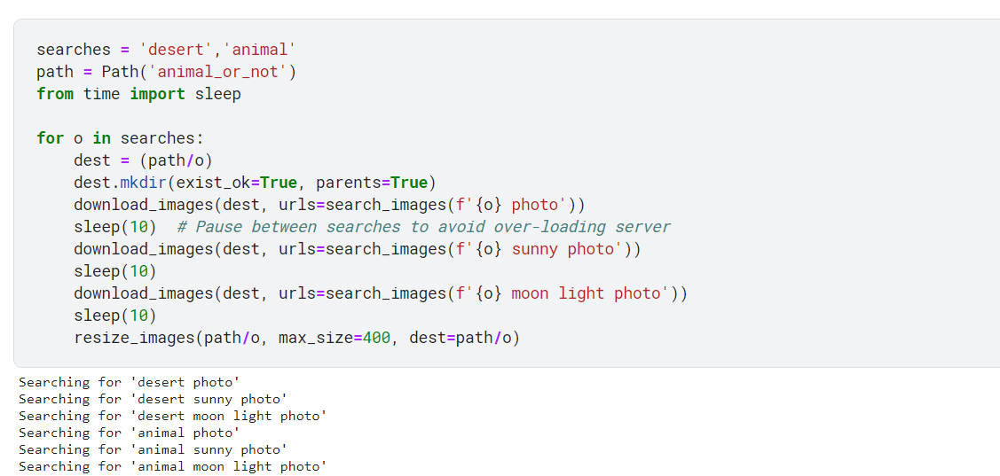 searches = 'desert','animal'
path = Path('animal_or_not')
from time import sleep

for o in searches:
    dest = (path/o)
    dest.mkdir(exist_ok=True, parents=True)
    download_images(dest, urls=search_images(f'{o} photo'))
    sleep(10)  # Pause between searches to avoid over-loading server
    download_images(dest, urls=search_images(f'{o} sunny photo'))
    sleep(10)
    download_images(dest, urls=search_images(f'{o} moon light photo'))
    sleep(10)
    resize_images(path/o, max_size=400, dest=path/o)
Searching for 'desert photo'
Searching for 'desert sunny photo'
Searching for 'desert moon light photo'
Searching for 'animal photo'
Searching for 'animal sunny photo'
Searching for 'animal moon light photo'